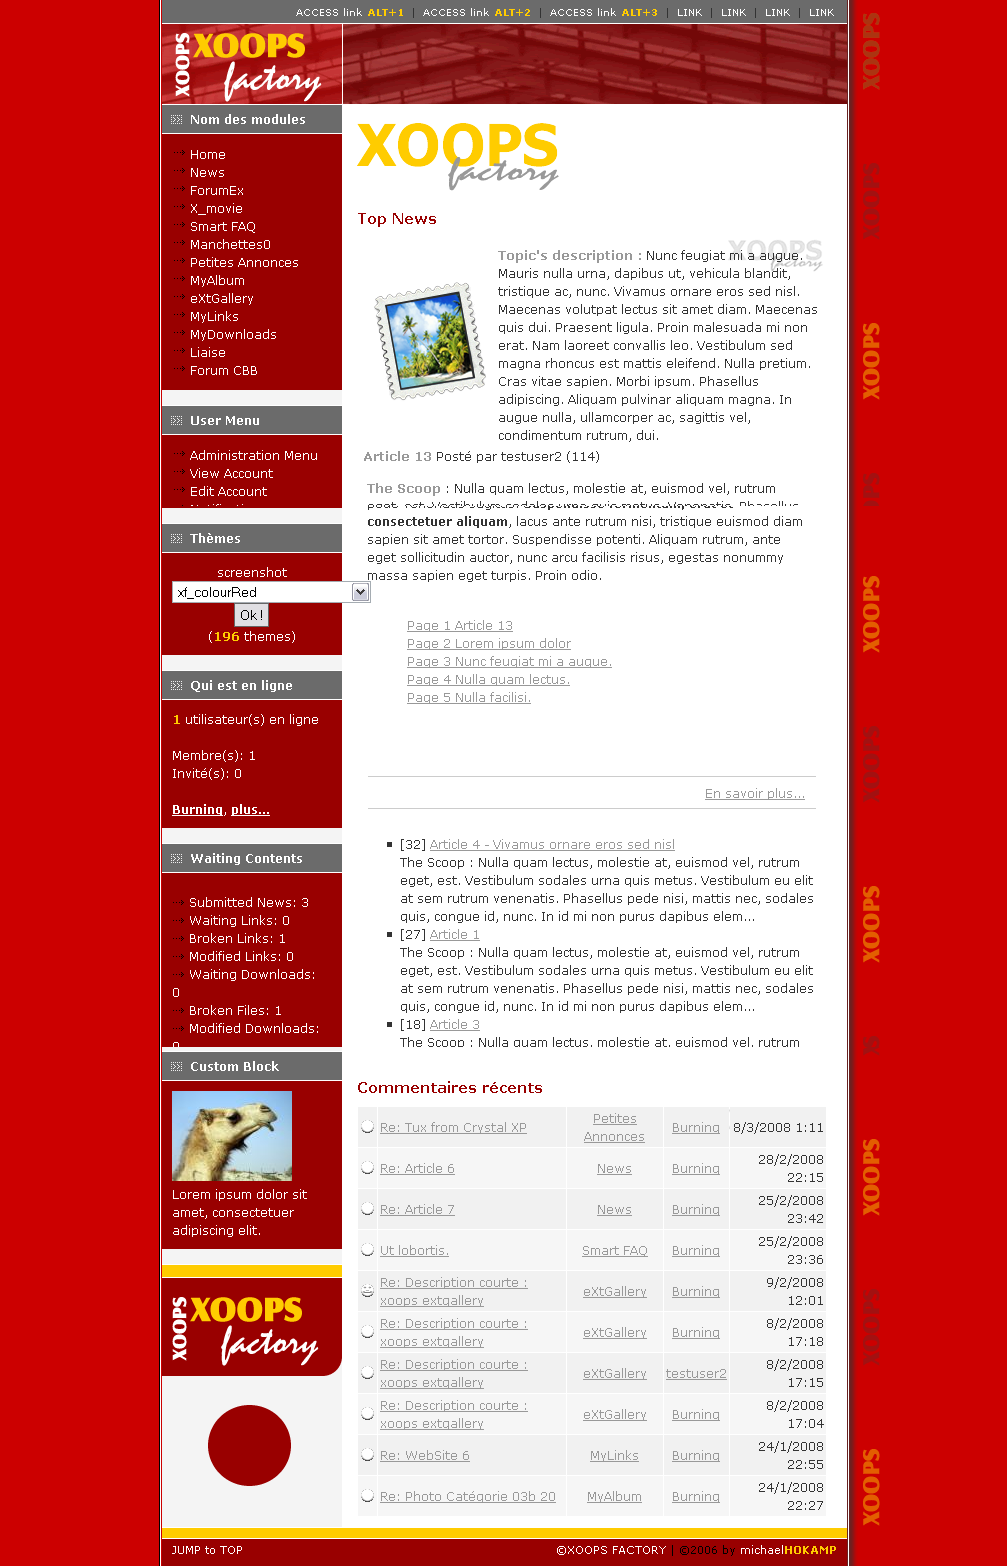 ACCESS link ALT+1 | ACCESS link ALT+2 | ACCESS link ALT+3 | LINK | LINK | LINK | LINK
XOOPS
XOOPS
factory
Nom des modules
Home
News
ForumEx
X_movie
Smart FAQ
Manchettes0
Petites Annonces
MyAlbum
eXtGallery
MyLinks
MyDownloads
Liaise
Forum CBB
User Menu
Administration Menu
View Account
Edit Account
Thèmes
screenshot
xf_colourRed
Ok !
(196 themes)
Qui est en ligne
1 utilisateur(s) en ligne
Membre(s): 1
Invité(s): 0
Burning, plus...
Waiting Contents
Submitted News: 3
Waiting Links: 0
Broken Links: 1
Modified Links: 0
Waiting Downloads:
0
Broken Files: 1
Modified Downloads:
0
Custom Block
Lorem ipsum dolor sit
amet, consectetuer
adipiscing elit.
XOOPS
XOOPS
factory
XOOPS
factory
Top News
XOOPS
factory
Topic's description : Nunc feugiat mi a augue.
Mauris nulla urna, dapibus ut, vehicula blandit,
tristique ac, nunc. Vivamus ornare eros sed nisl.
Maecenas volutpat lectus sit amet diam. Maecenas
quis dui. Praesent ligula. Proin malesuada mi non
erat. Nam laoreet convallis leo. Vestibulum sed
magna rhoncus est mattis eleifend. Nulla pretium.
Cras vitae sapien. Morbi ipsum. Phasellus
adipiscing. Aliquam pulvinar aliquam magna. In
augue nulla, ullamcorper ac, sagittis vel,
condimentum rutrum, dui.
Article 13 Posté par testuser2 (114)
The Scoop : Nulla quam lectus, molestie at, euismod vel, rutrum
consectetuer aliquam, lacus ante rutrum nisi, tristique euismod diam
sapien sit amet tortor. Suspendisse potenti. Aliquam rutrum, ante
eget sollicitudin auctor, nunc arcu facilisis risus, egestas nonummy
massa sapien eget turpis. Proin odio.
Page 1 Article 13
Page 2 Lorem ipsum dolor
Page 3 Nunc feugiat mi a augue.
Page 4 Nulla quam lectus.
Page 5 Nulla facilisi.
En savoir plus...
[32] Article 4 - Vivamus ornare eros sed nisl
The Scoop : Nulla quam lectus, molestie at, euismod vel, rutrum
eget, est. Vestibulum sodales urna quis metus. Vestibulum eu elit
at sem rutrum venenatis. Phasellus pede nisi, mattis nec, sodales
quis, congue id, nunc. In id mi non purus dapibus elem...
[27] Article 1
The Scoop : Nulla quam lectus, molestie at, euismod vel, rutrum
eget, est. Vestibulum sodales urna quis metus. Vestibulum eu elit
at sem rutrum venenatis. Phasellus pede nisi, mattis nec, sodales
quis, congue id, nunc. In id mi non purus dapibus elem...
[18] Article 3
The Scoop : Nulla quam lectus, molestie at, euismod vel, rutrum
Commentaires récents
Re: Tux from Crystal XP Petites Annonces Burning 8/3/2008 1:11
Re: Article 6 News Burning 28/2/2008 22:15
Re: Article 7 News Burning 25/2/2008 23:42
Ut lobortis. Smart FAQ Burning 25/2/2008 23:36
Re: Description courte : xoops extgallery eXtGallery Burning 9/2/2008 12:01
Re: Description courte : xoops extgallery eXtGallery Burning 8/2/2008 17:18
Re: Description courte : xoops extgallery eXtGallery testuser2 8/2/2008 17:15
Re: Description courte : xoops extgallery eXtGallery Burning 8/2/2008 17:04
Re: WebSite 6 MyLinks Burning 24/1/2008 22:55
Re: Photo Catégorie 03b 20 MyAlbum Burning 24/1/2008 22:27
XOOPS
XOOPS
XOOPS
XOOPS
XOOPS
XOOPS
XOOPS
XOOPS
XOOPS
JUMP to TOP
©XOOPS FACTORY | ©2006 by michaelHOKAMP